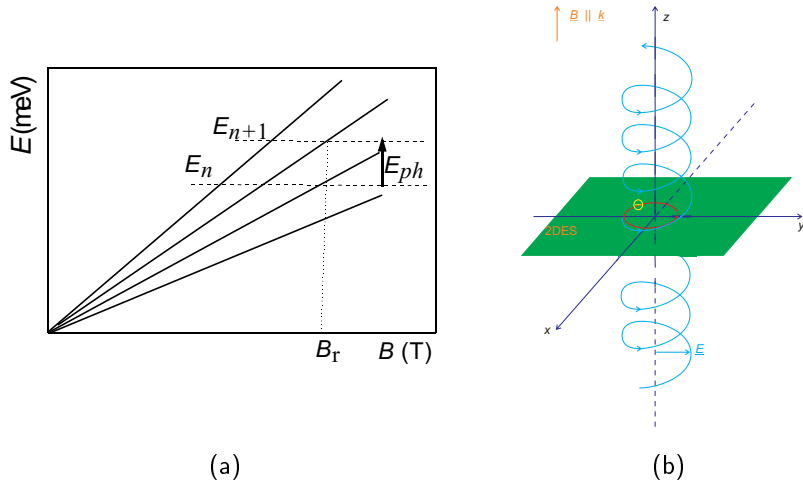 E (meV)
E_{n+1}
E_n
E_{ph}
B_r
B (T)
(a)
B || k
z
2DES
y
x
E
(b)